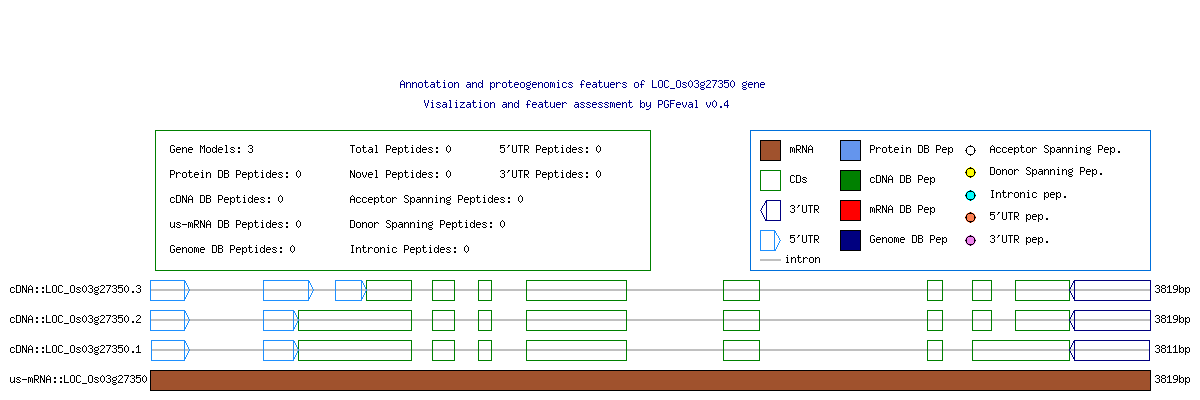 Annotation and proteogenomics featuers of LOC_Os03g27350 gene
Visalization and featuer assessment by PGFeval v0.4
Gene Models: 3 Total Peptides: 0 5'UTR Peptides: 0
Protein DB Peptides: 0 Novel Peptides: 0 3'UTR Peptides: 0
cDNA DB Peptides: 0 Acceptor Spanning Peptides: 0
us-mRNA DB Peptides: 0 Donor Spanning Peptides: 0
Genome DB Peptides: 0 Intronic Peptides: 0
mRNA Protein DB Pep Acceptor Spanning Pep.
CDs cDNA DB Pep Donor Spanning Pep.
3'UTR mRNA DB Pep Intronic pep.
5'UTR Genome DB Pep 5'UTR pep.
intron 3'UTR pep.
cDNA::LOC_Os03g27350.3 3819bp
cDNA::LOC_Os03g27350.2 3819bp
cDNA::LOC_Os03g27350.1 3811bp
us-mRNA::LOC_Os03g27350 3819bp